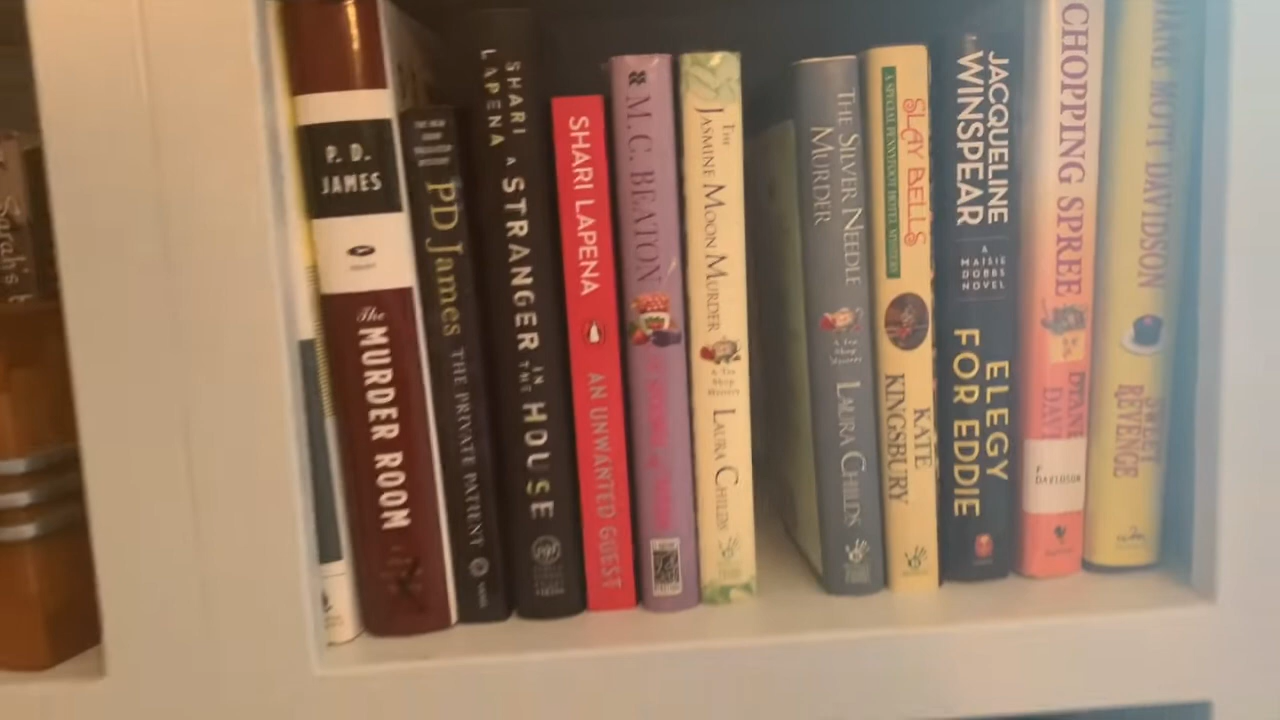 P. D.
JAMES
The
MURDER ROOM
PD James
THE PRIVATE PATIENT
SHARI
LAPENA
A
STRANGER
IN
THE
HOUSE
SHARI LAPENA
AN UNWANTED GUEST
M.C. BEATON
THE
JASMINE MOON MURDER
LAURA CHILDS
THE SILVER NEEDLE
MURDER
LAURA CHILDS
SLAY BELLS
A SPECIAL PENNYFOOT HOTEL MYSTERY
KATE
KINGSBURY
JACQUELINE
WINSPEAR
A
MAISIE
DOBBS
NOVEL
ELEGY
FOR EDDIE
CHOPPING SPREE
DIANE
DAVI
DAVIDSON
DIANE MOTT DAVIDSON
SWEET
REVENGE
Sarah's